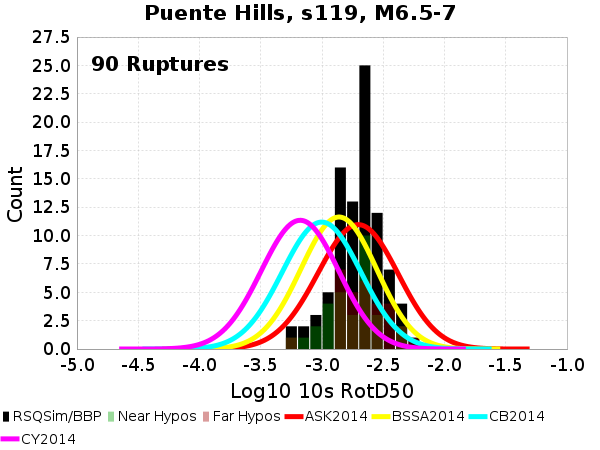 Puente Hills, s119, M6.5-7
27.5
25.0
22.5
20.0
17.5
15.0
12.5
10.0
7.5
5.0
2.5
0.0
Count
90 Ruptures
-5.0 -4.5 -4.0 -3.5 -3.0 -2.5 -2.0 -1.5 -1.0
Log10 10s RotD50
RSQSim/BBP Near Hypos Far Hypos ASK2014 BSSA2014 CB2014
CY2014